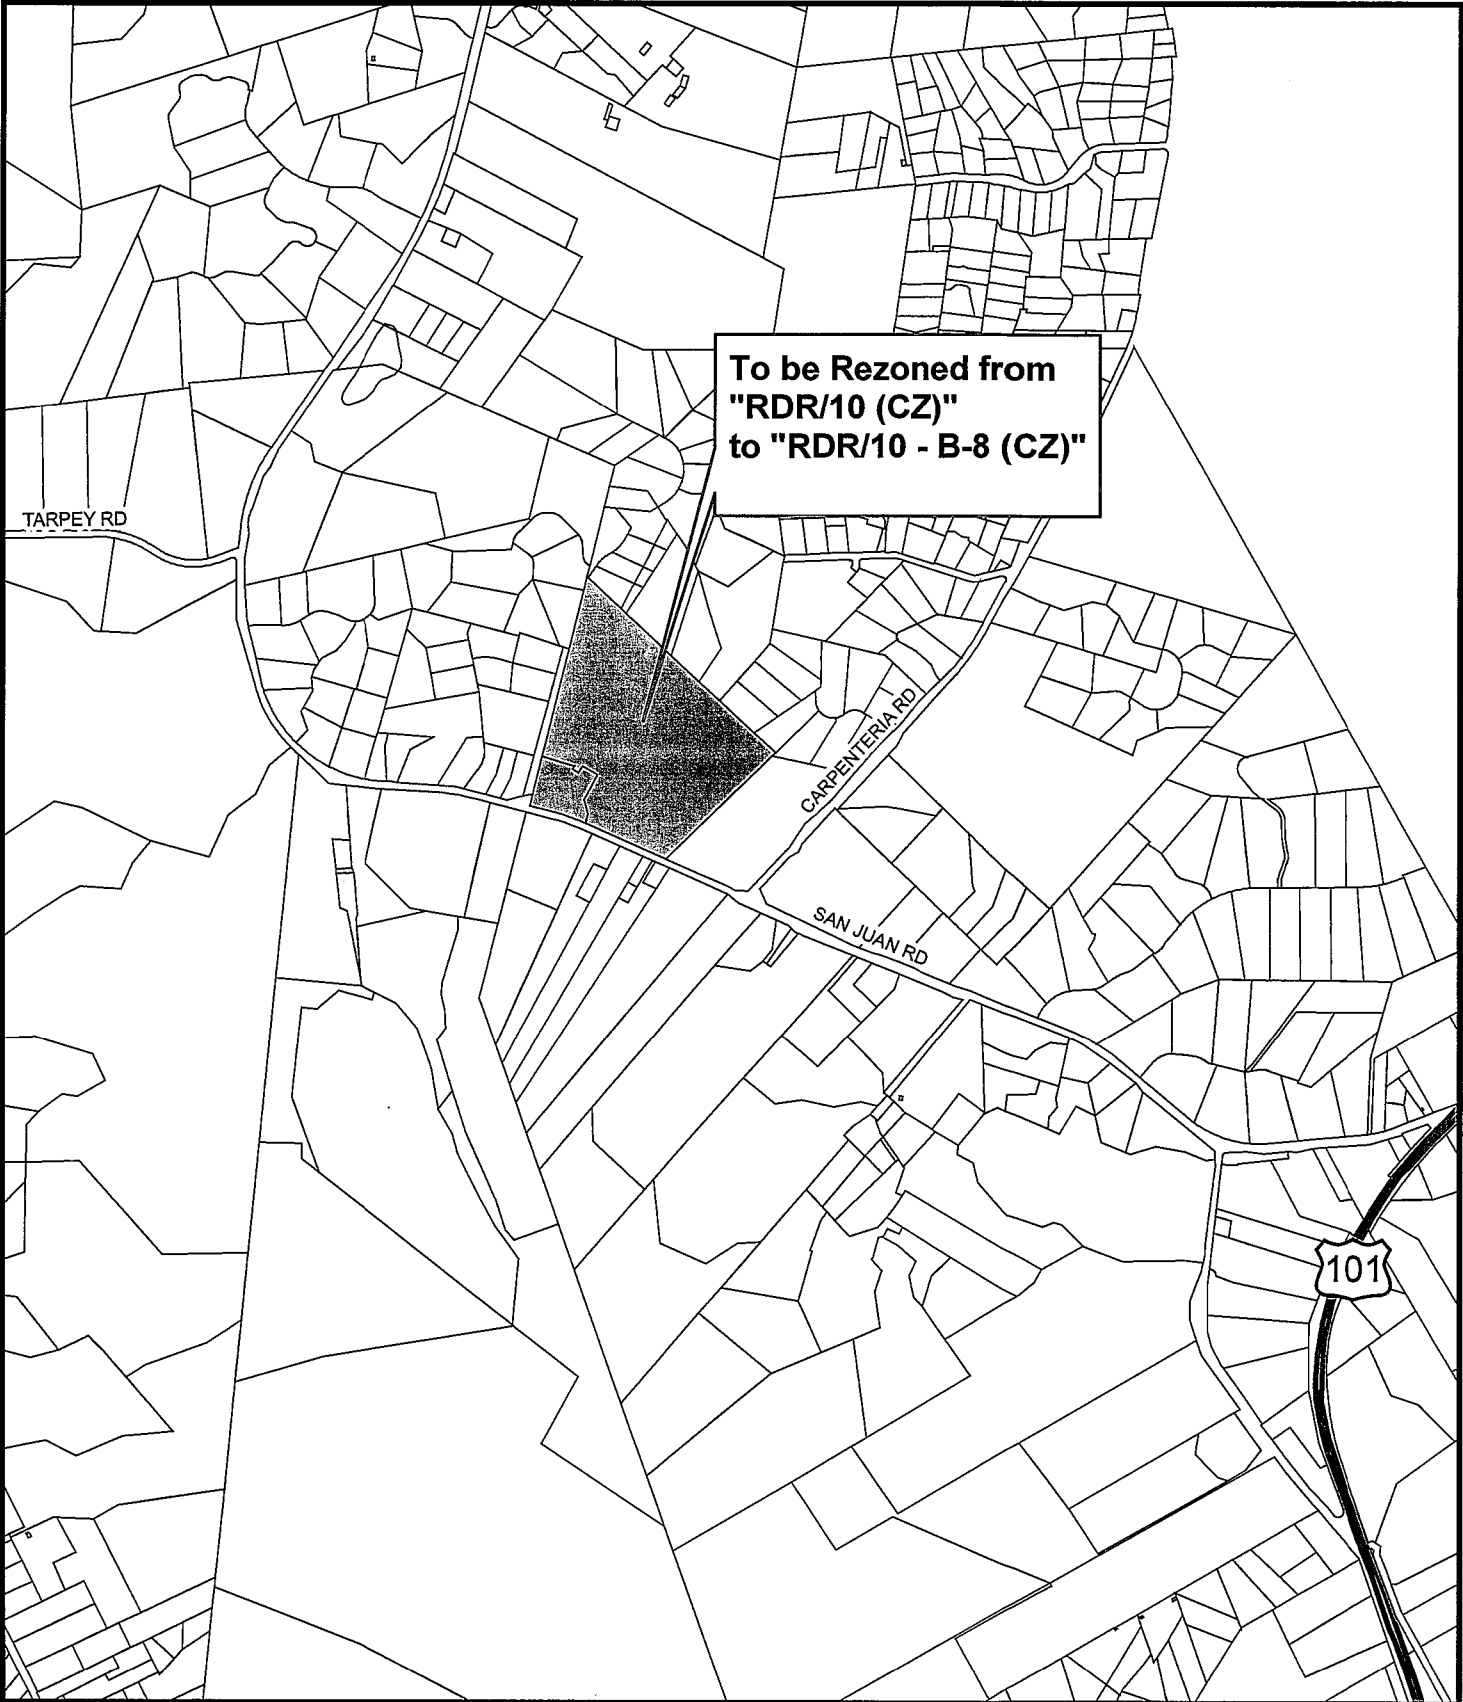 To be Rezoned from
"RDR/10 (CZ)"
to "RDR/10 - B-8 (CZ)"
TARPEY RD
CARPENTERIA RD
SAN JUAN RD
101